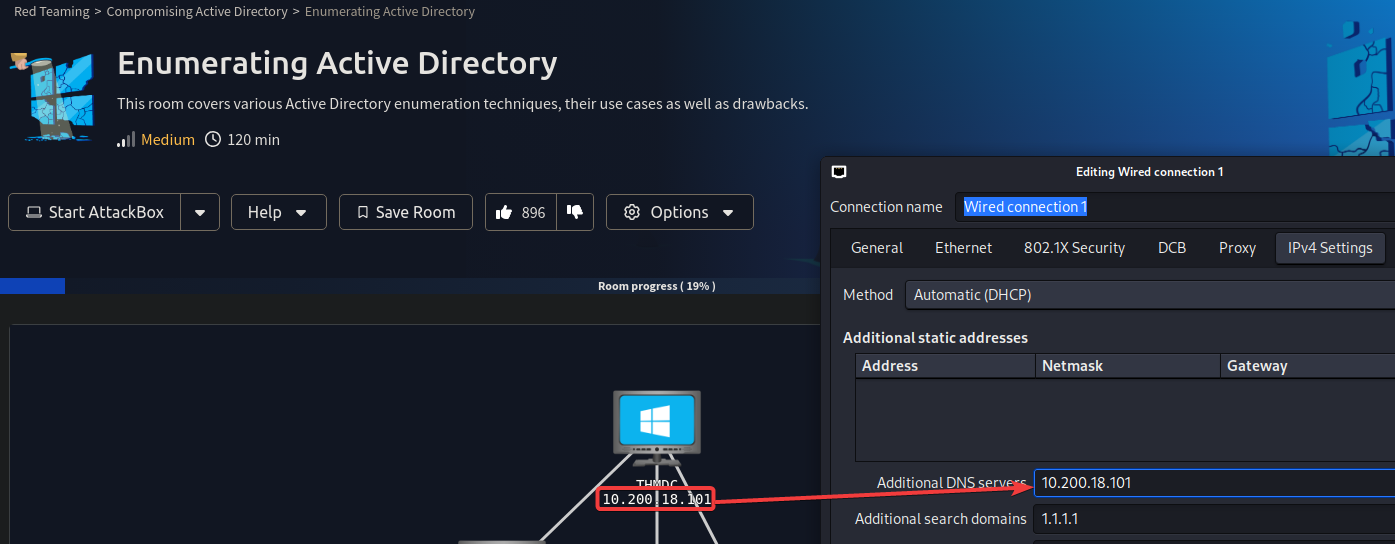 Red Teaming > Compromising Active Directory > Enumerating Active Directory
Enumerating Active Directory
This room covers various Active Directory enumeration techniques, their use cases as well as drawbacks.
Medium 120 min
Start AttackBox Help Save Room 896 Options
Room progress ( 19% )
THMDC
10.200.18.101
Editing Wired connection 1
Connection name Wired connection 1
General Ethernet 802.1X Security DCB Proxy IPv4 Settings
Method Automatic (DHCP)
Additional static addresses
Address Netmask Gateway
Additional DNS servers 10.200.18.101
Additional search domains 1.1.1.1